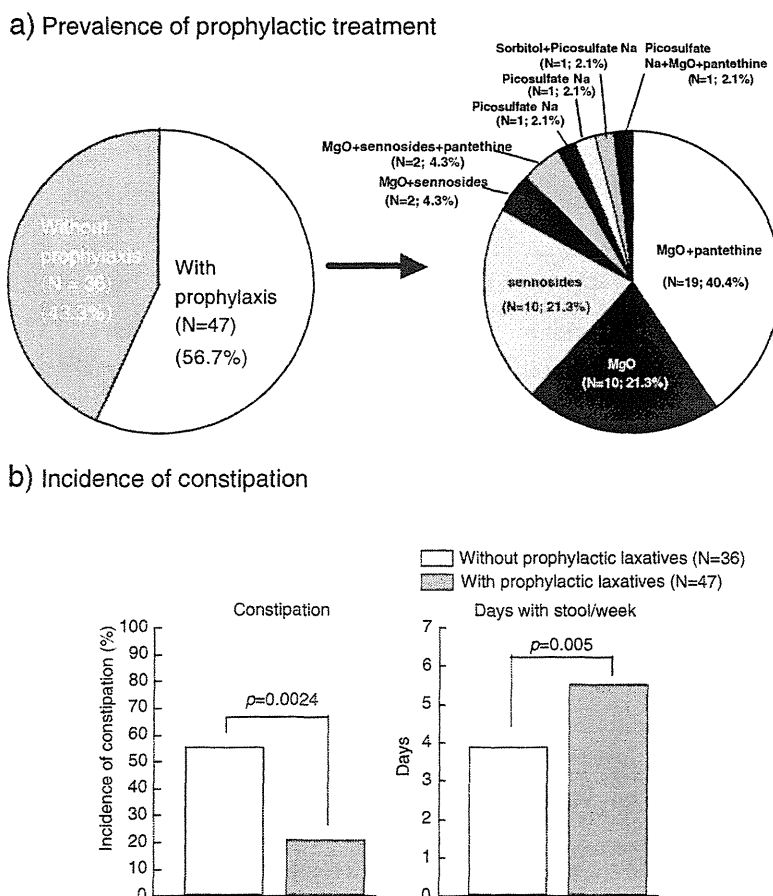 a) Prevalence of prophylactic treatment
Sorbitol+Picosulfate Na
(N=1; 2.1%)
Picosulfate
Na+MgO+pantethine
(N=1; 2.1%)
Picosulfate Na
(N=1; 2.1%)
Picosulfate Na
(N=1; 2.1%)
MgO+sennosides+pantethine
(N=2; 4.3%)
MgO+sennosides
(N=2; 4.3%)
Without
prophylaxis
(N = 36)
(43.3%)
With
prophylaxis
(N=47)
(56.7%)
MgO+pantethine
(N=19; 40.4%)
sennosides
(N=10; 21.3%)
MgO
(N=10; 21.3%)
b) Incidence of constipation
Without prophylactic laxatives (N=36)
With prophylactic laxatives (N=47)
Constipation
Incidence of constipation (%)
100
90
80
70
60
50
40
30
20
10
0
p=0.0024
Days with stool/week
Days
7
6
5
4
3
2
1
0
p=0.005